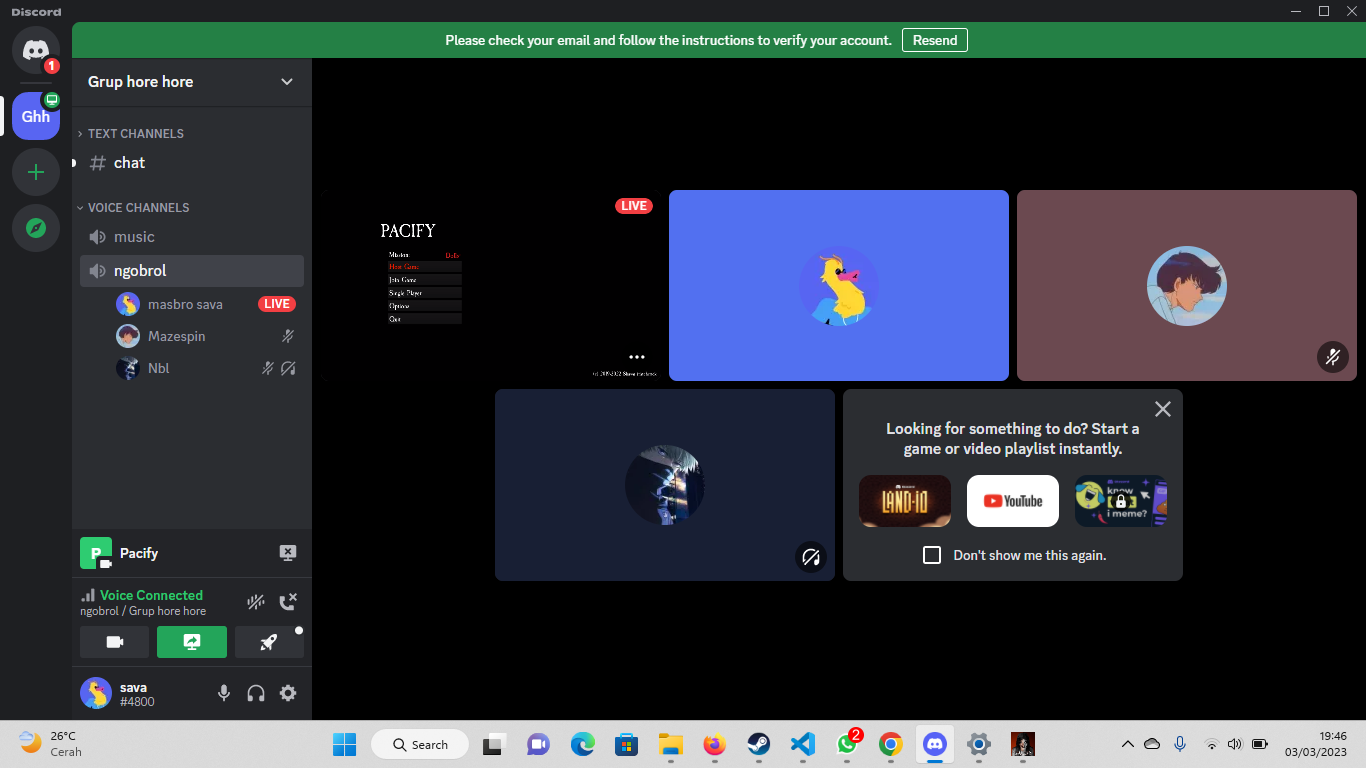 Discord
Please check your email and follow the instructions to verify your account.
Resend
1
Ghh
Grup hore hore
TEXT CHANNELS
chat
VOICE CHANNELS
music
ngobrol
masbro sava
LIVE
Mazespin
Nbl
LIVE
PACIFY
Mission
Dolls
Host Game
Join Game
Single Player
Options
Quit
Looking for something to do? Start a
game or video playlist instantly.
LAND-IO
YouTube
know
i meme?
Don't show me this again.
P
Pacify
Voice Connected
ngobrol / Grup hore hore
sava
#4800
26°C
Cerah
Search
2
19:46
03/03/2023